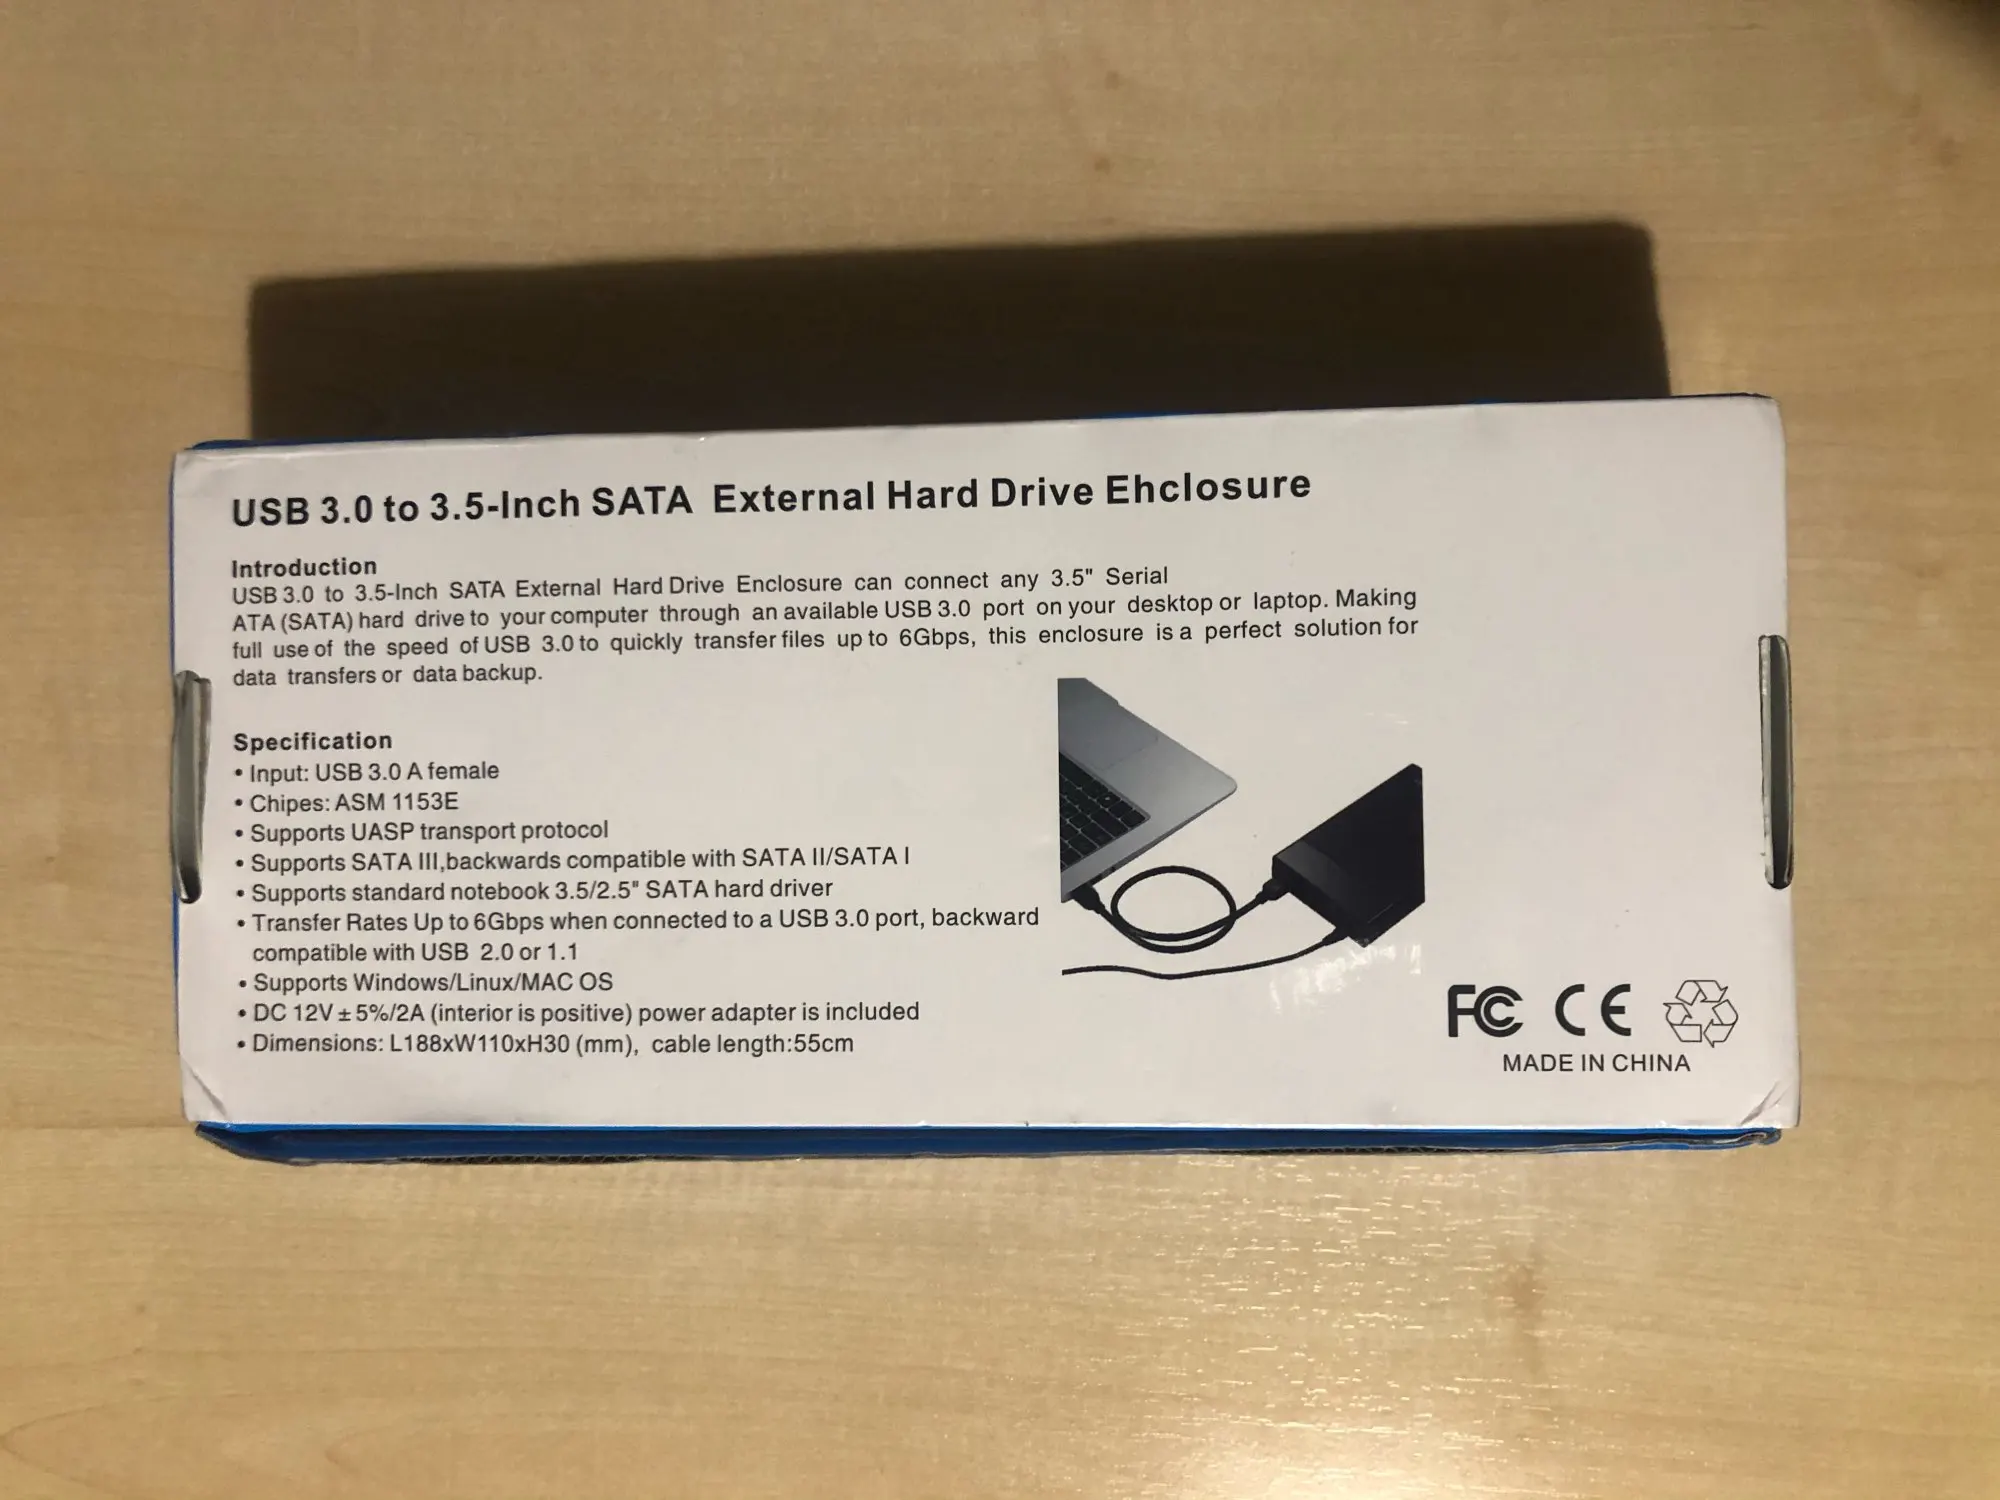 USB 3.0 to 3.5-Inch SATA External Hard Drive Ehclosure
Introduction
USB 3.0 to 3.5-Inch SATA External Hard Drive Enclosure can connect any 3.5" Serial
ATA (SATA) hard drive to your computer through an available USB 3.0 port on your desktop or laptop. Making
full use of the speed of USB 3.0 to quickly transfer files up to 6Gbps, this enclosure is a perfect solution for
data transfers or data backup.
Specification
• Input: USB 3.0 A female
• Chipes: ASM 1153E
• Supports UASP transport protocol
• Supports SATA III,backwards compatible with SATA II/SATA I
• Supports standard notebook 3.5/2.5" SATA hard driver
• Transfer Rates Up to 6Gbps when connected to a USB 3.0 port, backward
compatible with USB 2.0 or 1.1
• Supports Windows/Linux/MAC OS
• DC 12V ± 5%/2A (interior is positive) power adapter is included
• Dimensions: L188xW110xH30 (mm), cable length:55cm
FC CE
MADE IN CHINA